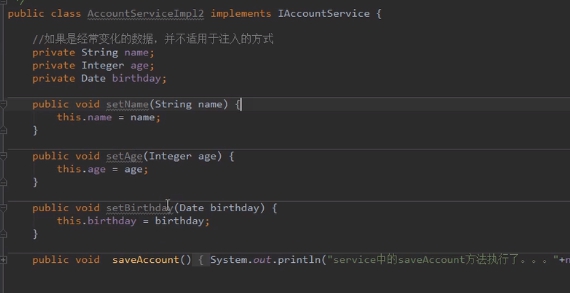 */
public class AccountServiceImpl2 implements IAccountService {
//如果是经常变化的数据，并不适用于注入的方式
private String name;
private Integer age;
private Date birthday;
public void setName(String name) {
this.name = name;
}
public void setAge(Integer age) {
this.age = age;
}
public void setBirthday(Date birthday) {
this.birthday = birthday;
}
public void saveAccount() { System.out.println("service中的saveAccount方法执行了。。。"+n